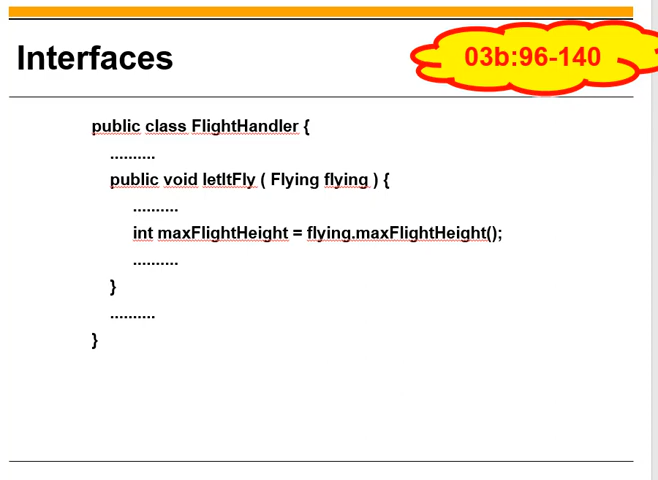 Interfaces
03b:96-140
public class FlightHandler {
..........
public void letItFly ( Flying flying ) {
..........
int maxFlightHeight = flying.maxFlightHeight();
..........
}
..........
}